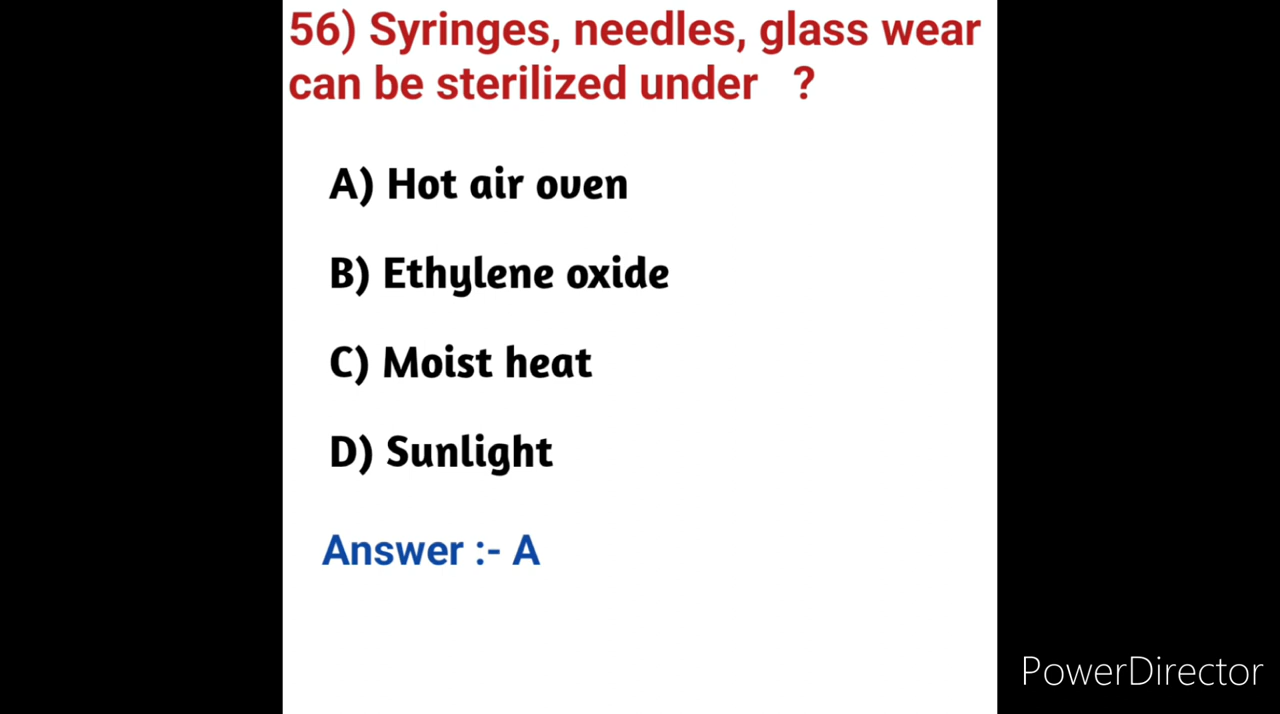 56) Syringes, needles, glass wear
can be sterilized under ?
A) Hot air oven
B) Ethylene oxide
C) Moist heat
D) Sunlight
Answer :- A
PowerDirector